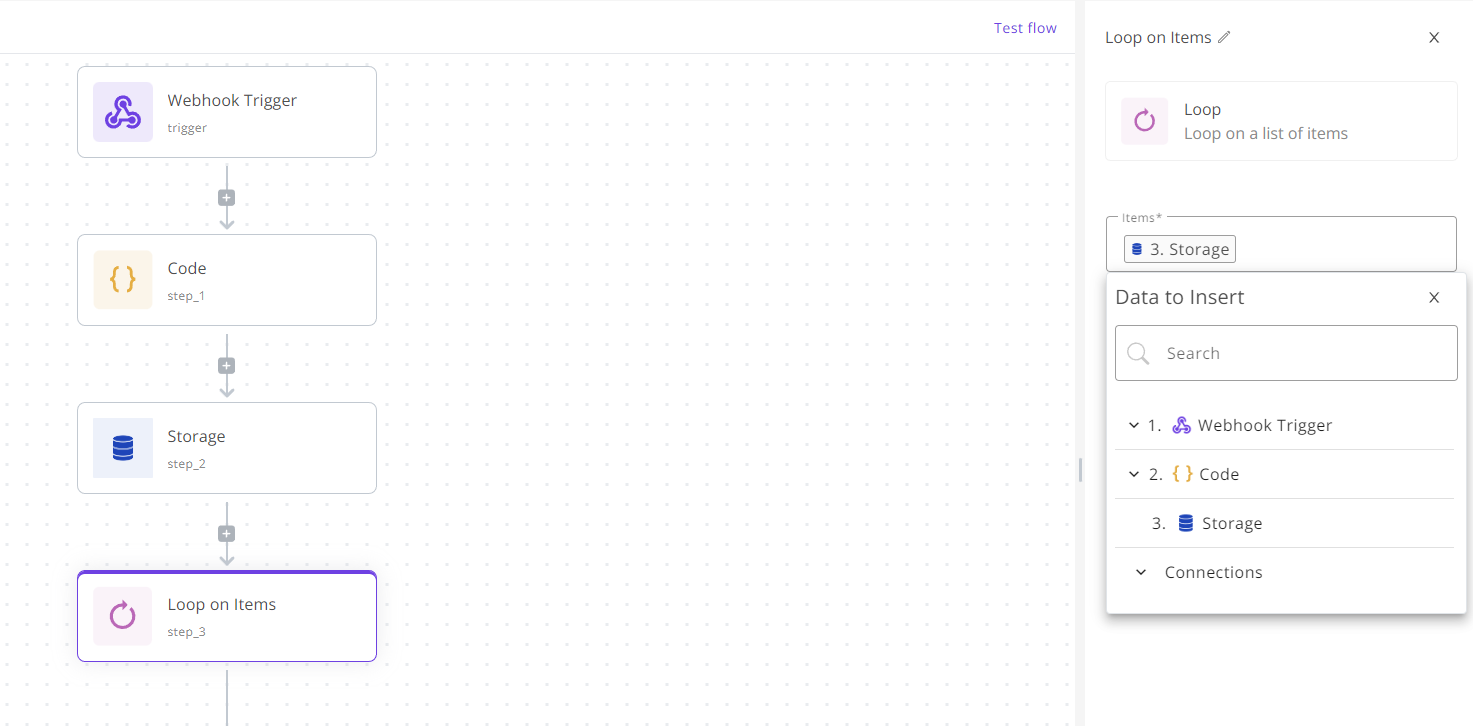 Test flow
Webhook Trigger
trigger
Code
step_1
Storage
step_2
Loop on Items
step_3
Loop on Items
Loop
Loop on a list of items
Items*
3. Storage
Data to Insert
Search
1. Webhook Trigger
2. Code
3. Storage
Connections